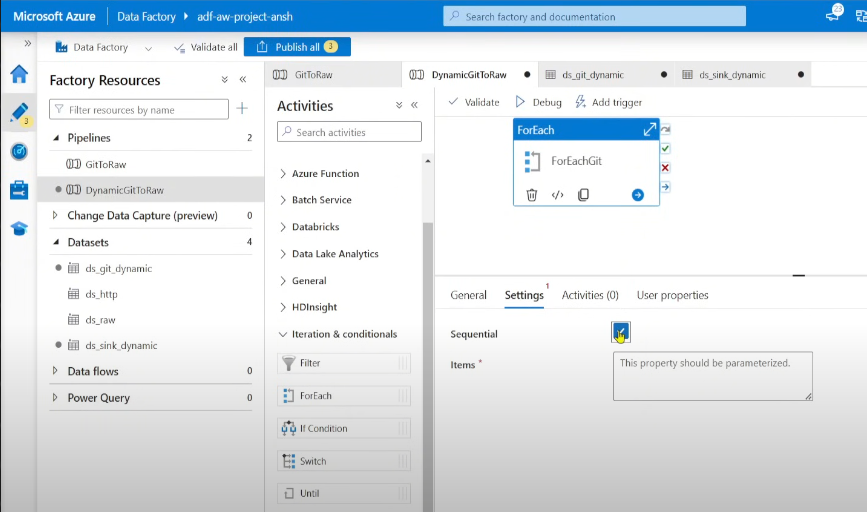 Microsoft Azure
Data Factory
adf-aw-project-ansh
Search factory and documentation
23
Data Factory
Validate all
Publish all
3
3
Factory Resources
Filter resources by name
Pipelines 2
GitToRaw
DynamicGitToRaw
Change Data Capture (preview) 0
Datasets 4
ds_git_dynamic
ds_http
ds_raw
ds_sink_dynamic
Data flows 0
Power Query 0
GitToRaw
DynamicGitToRaw
ds_git_dynamic
ds_sink_dynamic
Activities
Search activities
Azure Function
Batch Service
Databricks
Data Lake Analytics
General
HDInsight
Iteration & conditionals
Filter
ForEach
If Condition
Switch
Until
Validate
Debug
Add trigger
ForEach
ForEachGit
General
Settings 1
Activities (0)
User properties
Sequential
Items *
This property should be parameterized.